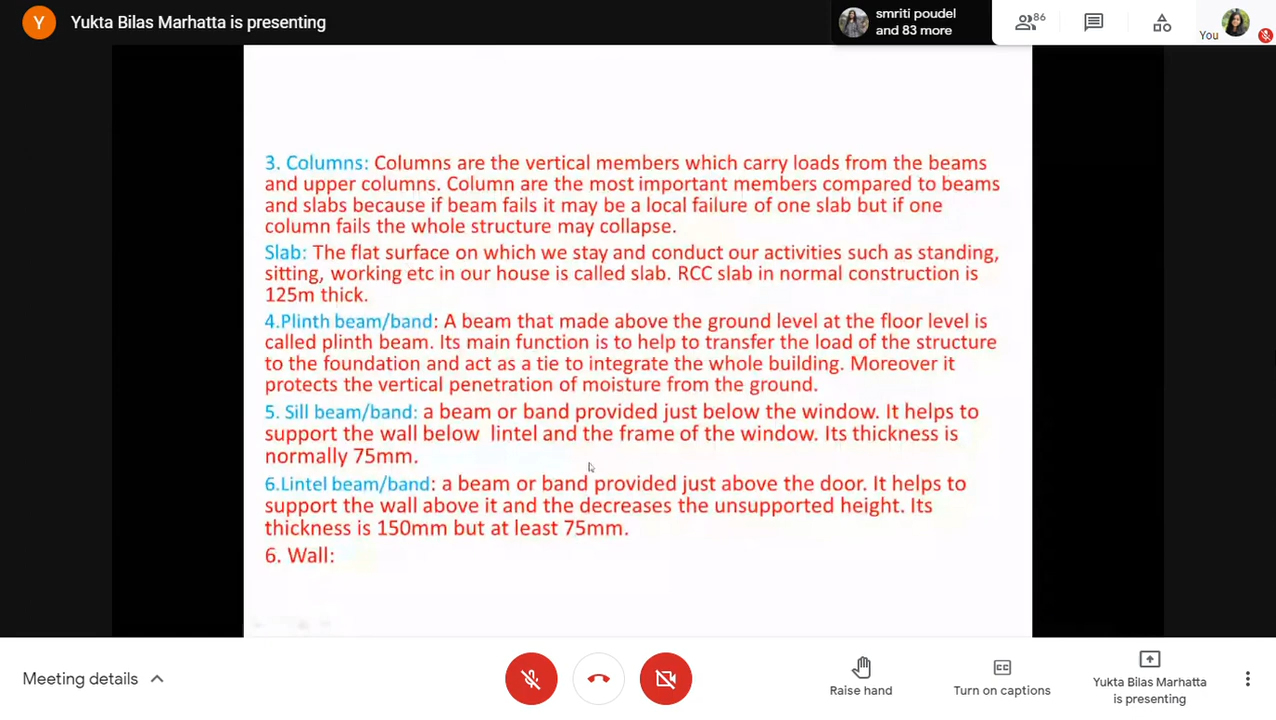 Y
Yukta Bilas Marhatta is presenting
smriti poudel
and 83 more
86
You
3. Columns: Columns are the vertical members which carry loads from the beams
and upper columns. Column are the most important members compared to beams
and slabs because if beam fails it may be a local failure of one slab but if one
column fails the whole structure may collapse.
Slab: The flat surface on which we stay and conduct our activities such as standing,
sitting, working etc in our house is called slab. RCC slab in normal construction is
125m thick.
4.Plinth beam/band: A beam that made above the ground level at the floor level is
called plinth beam. Its main function is to help to transfer the load of the structure
to the foundation and act as a tie to integrate the whole building. Moreover it
protects the vertical penetration of moisture from the ground.
5. Sill beam/band: a beam or band provided just below the window. It helps to
support the wall below lintel and the frame of the window. Its thickness is
normally 75mm.
6.Lintel beam/band: a beam or band provided just above the door. It helps to
support the wall above it and the decreases the unsupported height. Its
thickness is 150mm but at least 75mm.
6. Wall:
Meeting details
Raise hand
Turn on captions
Yukta Bilas Marhatta
is presenting